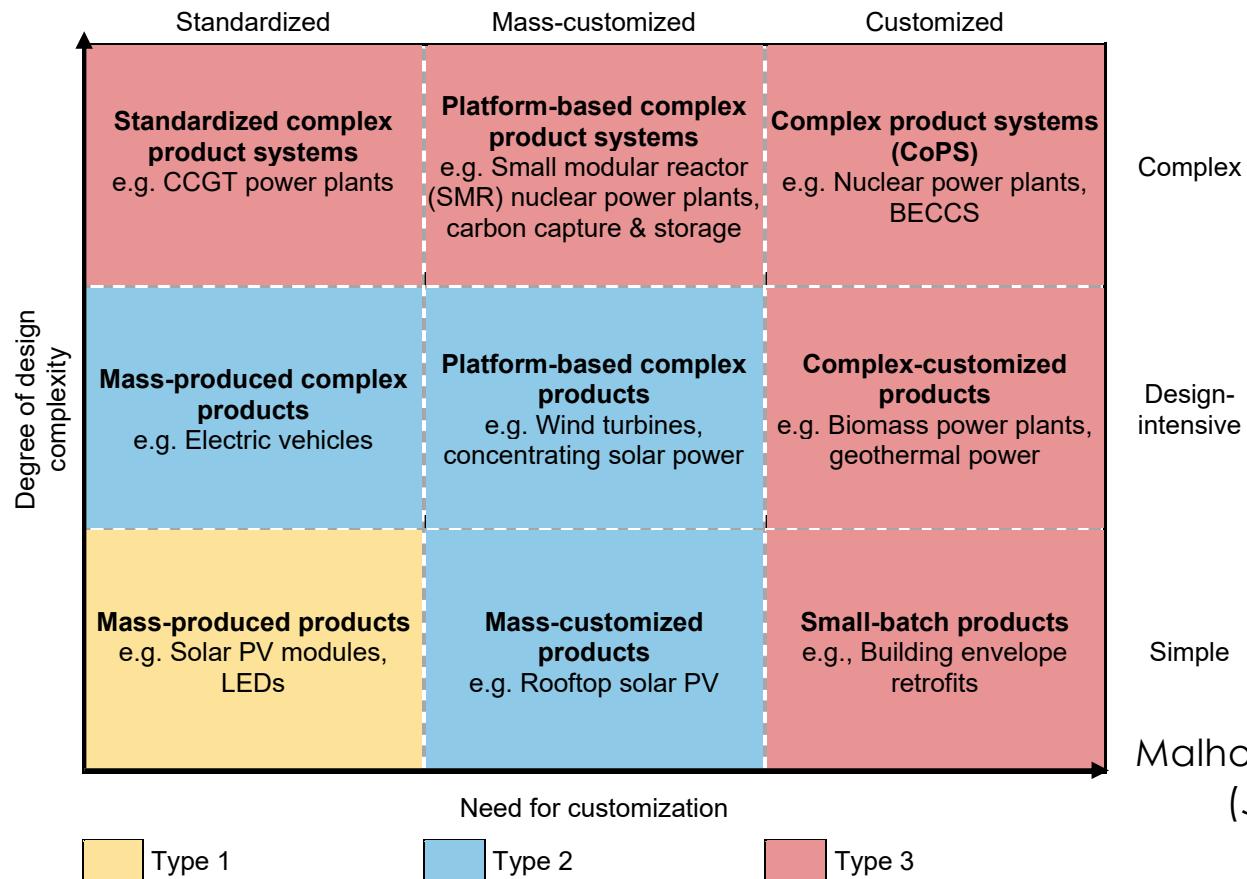 Standardized
Mass-customized
Customized
Standardized complex
product systems
e.g. CCGT power plants
Platform-based complex
product systems
e.g. Small modular reactor
(SMR) nuclear power plants,
carbon capture & storage
Complex product systems
(CoPS)
e.g. Nuclear power plants,
BECCS
Complex
Degree of design
complexity
Mass-produced complex
products
e.g. Electric vehicles
Platform-based complex
products
e.g. Wind turbines,
concentrating solar power
Complex-customized
products
e.g. Biomass power plants,
geothermal power
Design-
intensive
Mass-produced products
e.g. Solar PV modules,
LEDs
Mass-customized
products
e.g. Rooftop solar PV
Small-batch products
e.g., Building envelope
retrofits
Simple
Need for customization
Type 1
Type 2
Type 3